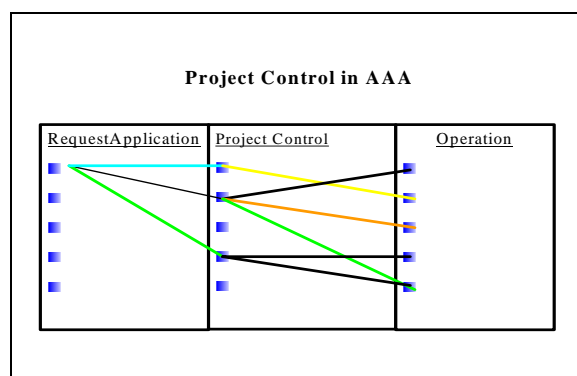 Project Control in AAA
RequestApplication
Project Control
Operation